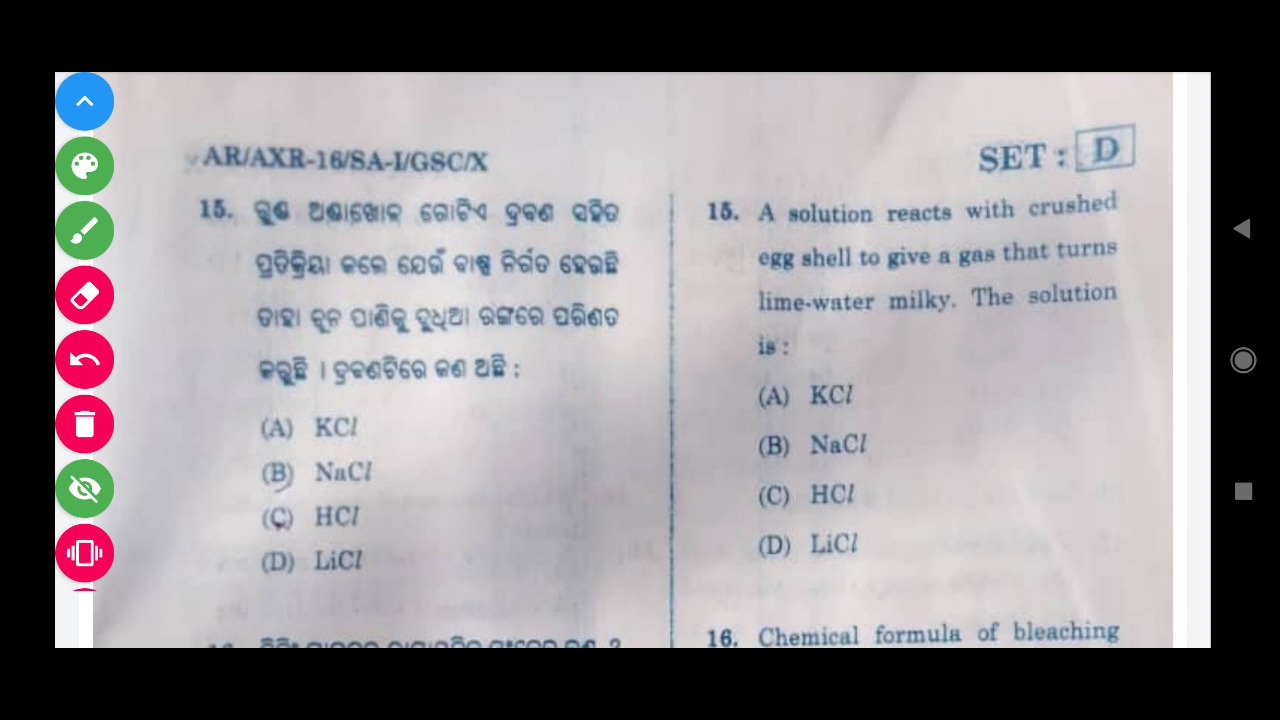 AR/AXR-16/SA-I/GSC/X
SET : D
15. ଗୁଣ୍ଡ ଅଣ୍ଡାଖୋଳ ଗୋଟିଏ ଦ୍ରବଣ ସହିତ
ପ୍ରତିକ୍ରିୟା କଲେ ଯେଉଁ ବାଷ୍ପ ନିର୍ଗତ ହେଉଛି
ତାହା ଚୂନ ପାଣିକୁ ଦୁଧିଆ ରଙ୍ଗରେ ପରିଣତ
କରୁଛି । ଦ୍ରବଣଟିରେ କଣ ଅଛି :
(A) KCl
(B) NaCl
(C) HCl
(D) LiCl
15. A solution reacts with crushed
egg shell to give a gas that turns
lime-water milky. The solution
is :
(A) KCl
(B) NaCl
(C) HCl
(D) LiCl
16. Chemical formula of bleaching